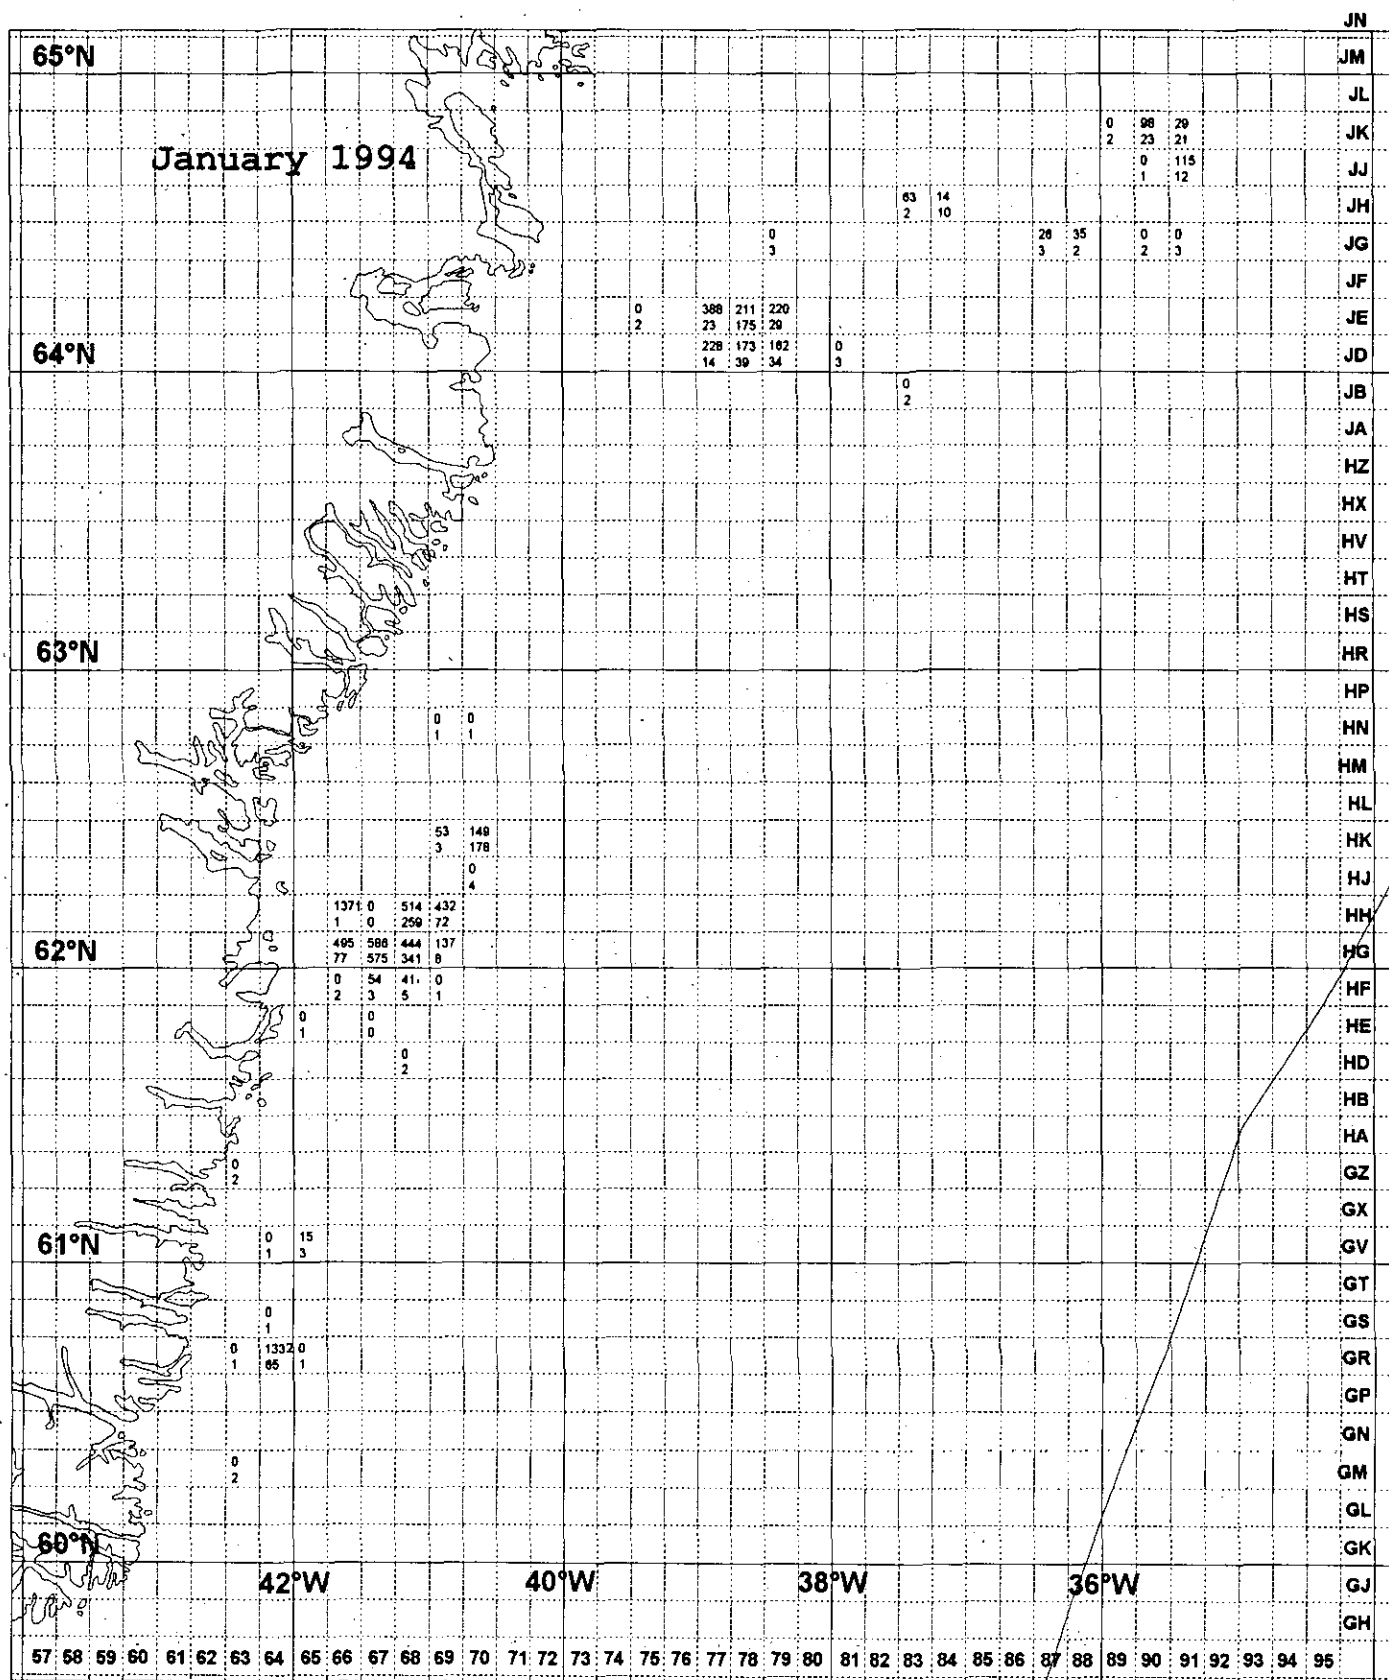 JN
65°N JM
JL
0 98 29 JK
2 23 21
January 1994
0 115 JJ
1 12
63 14 JH
2 10
0 26 35 0 0 JG
3 3 2 2 3
JF
0 388 211 220 JE
2 23 175 29
64°N 228 173 162 0 JD
14 39 34 3
0 JB
2
JA
HZ
HX
HV
HT
HS
63°N HR
HP
0 0 HN
1 1
HM
HL
53 149 HK
3 178
0 HJ
4
1371 0 514 432 HH
1 0 259 72
62°N 495 586 444 137 HG
77 575 341 8
0 54 41 0 HF
2 3 5 1
0 0 HE
1 0
0 HD
2
HB
HA
0 GZ
2
GX
61°N 0 15 GV
1 3
GT
0 GS
1
0 1332 0 GR
1 65 1
GP
GN
0 GM
2
GL
60°N GK
42°W 40°W 38°W 36°W GJ
GH
57 58 59 60 61 62 63 64 65 66 67 68 69 70 71 72 73 74 75 76 77 78 79 80 81 82 83 84 85 86 87 88 89 90 91 92 93 94 95